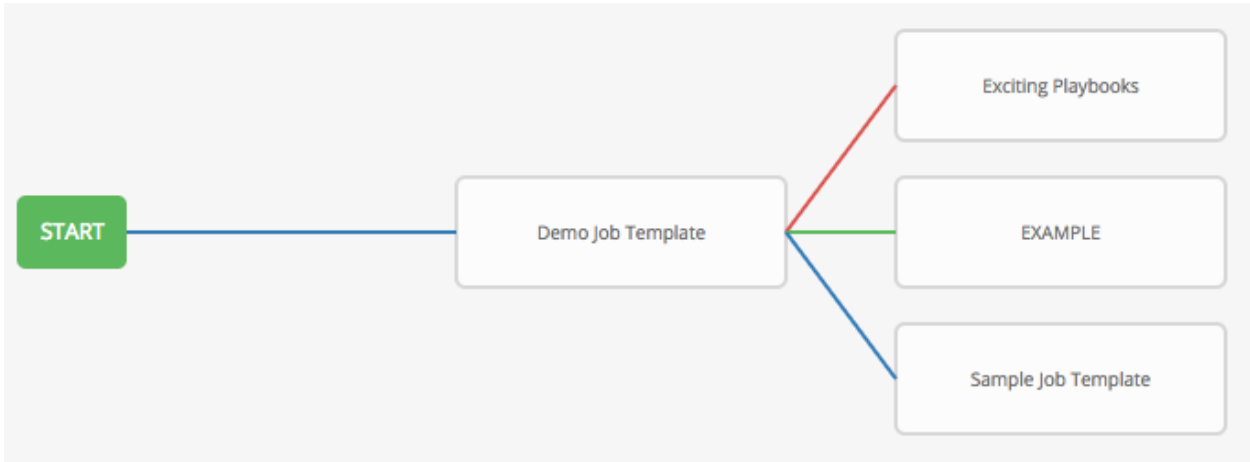 START
Demo Job Template
Exciting Playbooks
EXAMPLE
Sample Job Template